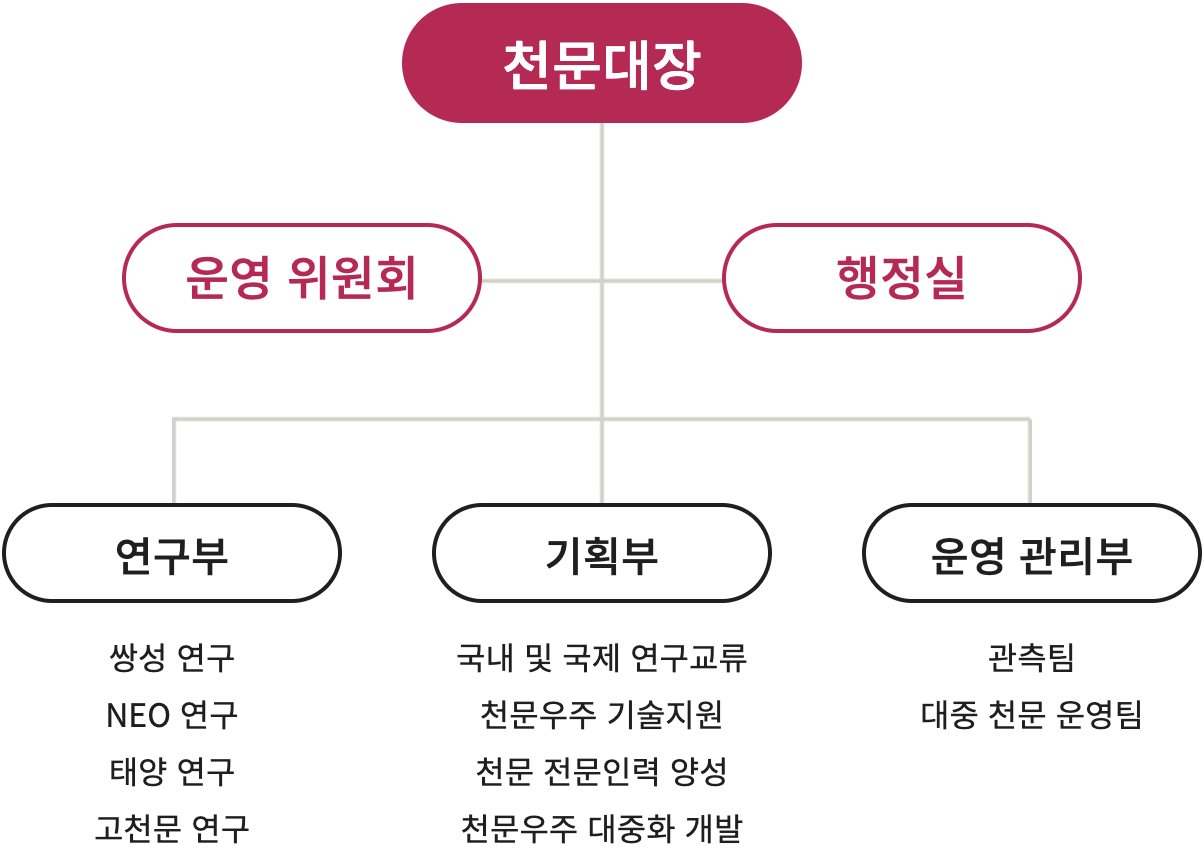 천문대장
운영 위원회
행정실
연구부
기획부
운영 관리부
쌍성 연구
NEO 연구
태양 연구
고천문 연구
국내 및 국제 연구교류
천문우주 기술지원
천문 전문인력 양성
천문우주 대중화 개발
관측팀
대중 천문 운영팀